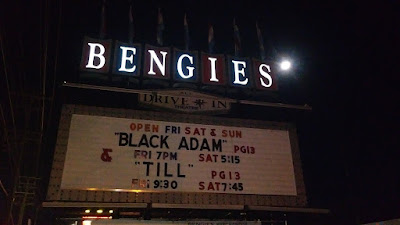 BENGIES
DRIVE IN
OPEN FRI SAT & SUN
"BLACK ADAM" PG13
& FRI 7PM SAT 5:15
"TILL" PG13
FRI 9:30 SAT 7:45
BENGIES